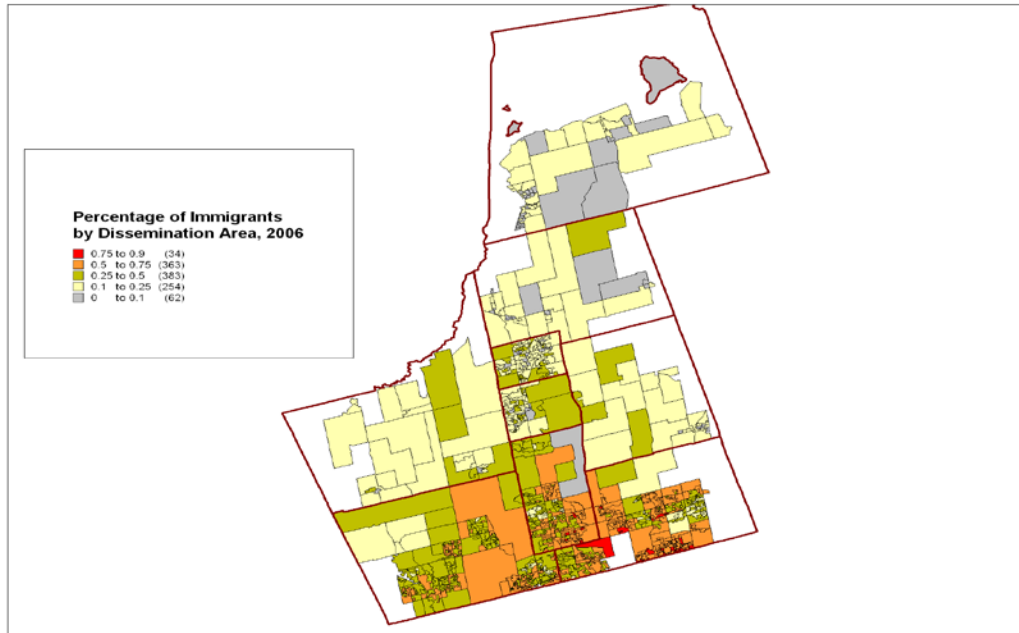 Percentage of Immigrants
by Dissemination Area, 2006
0.75 to 0.9 (34)
0.5 to 0.75 (363)
0.25 to 0.5 (383)
0.1 to 0.25 (254)
0 to 0.1 (62)